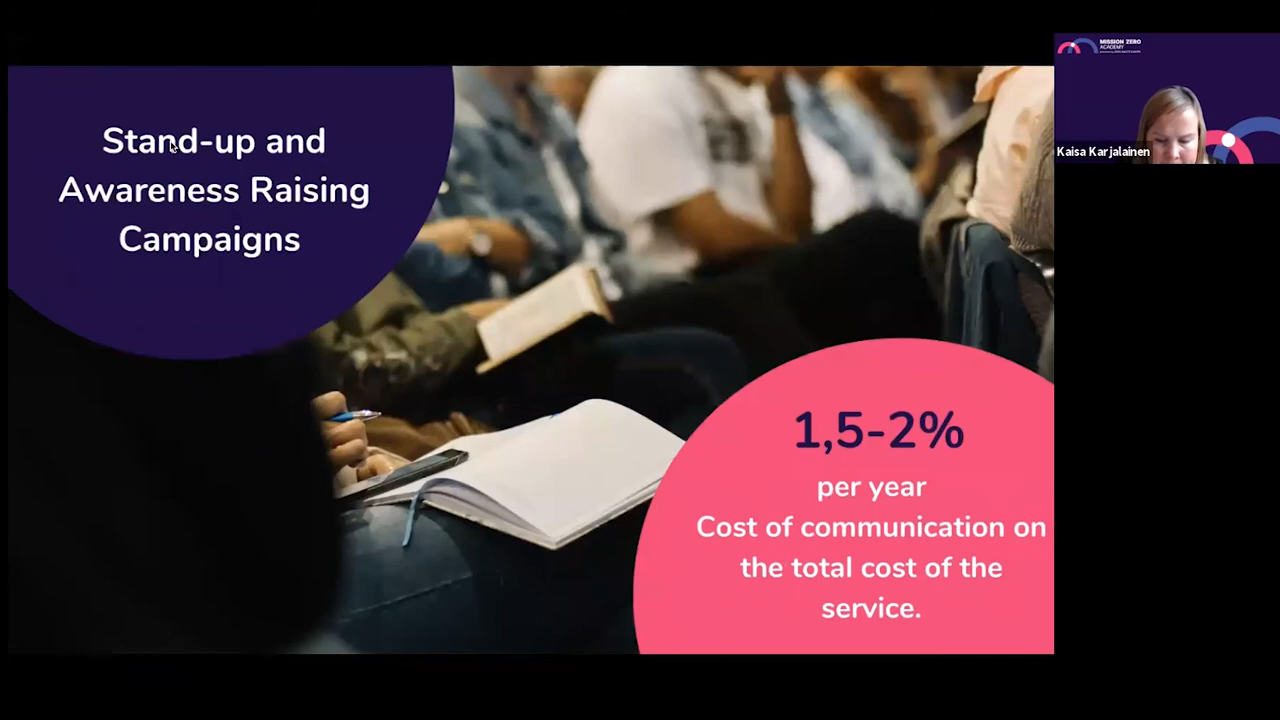 Stand-up and
Awareness Raising
Campaigns
1,5-2%
per year
Cost of communication on
the total cost of the
service.
MISSION ZERO
ACADEMY
Kaisa Karjalainen